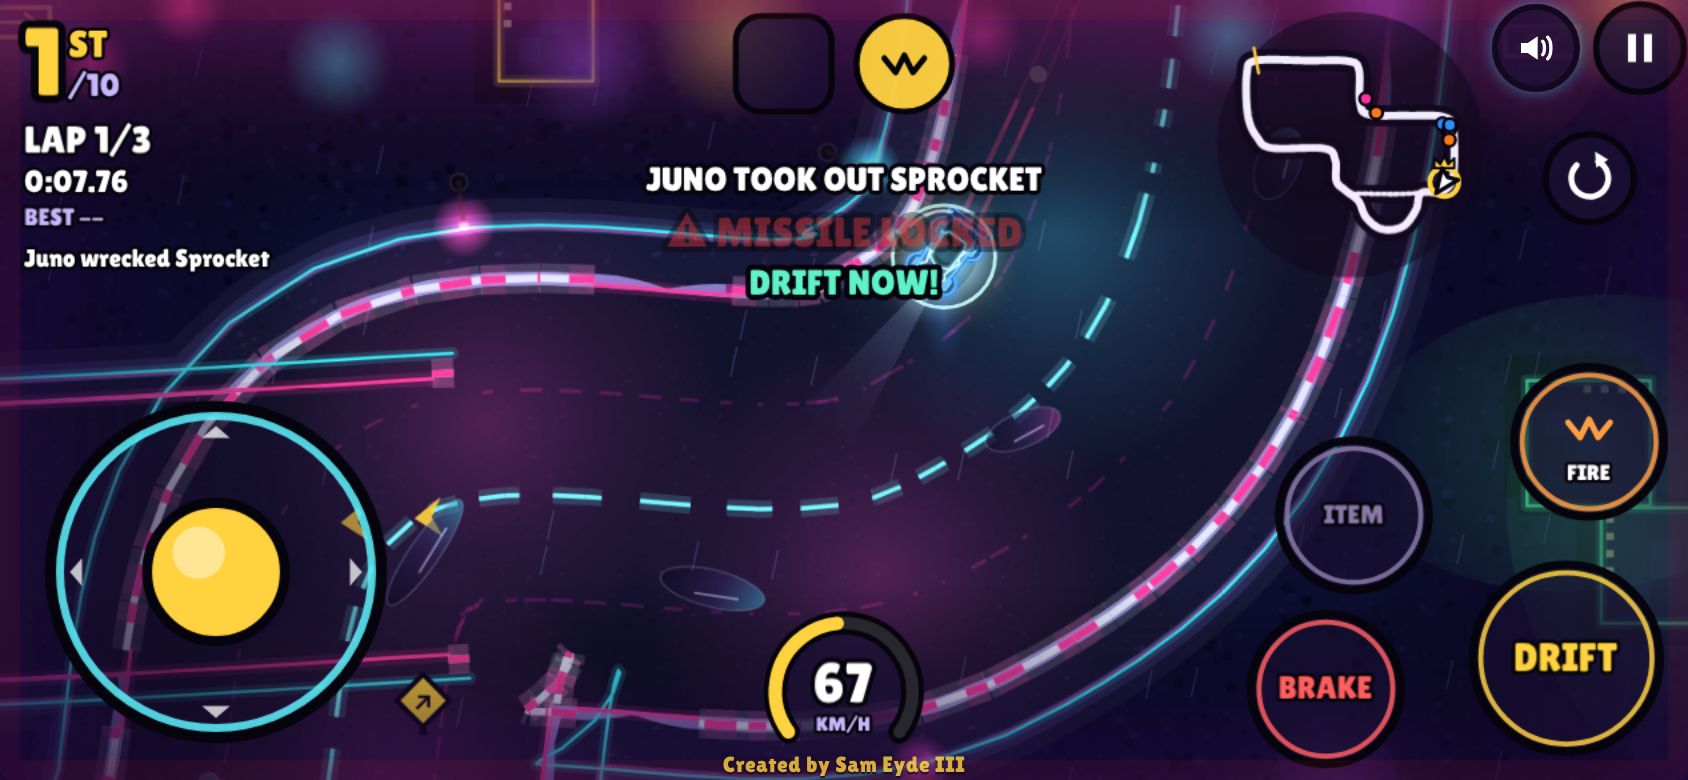 1ST
/10
LAP 1/3
0:07.76
BEST --
Juno wrecked Sprocket
JUNO TOOK OUT SPROCKET
MISSILE LOCKED
DRIFT NOW!
FIRE
ITEM
DRIFT
BRAKE
67
KM/H
Created by Sam Eyde III